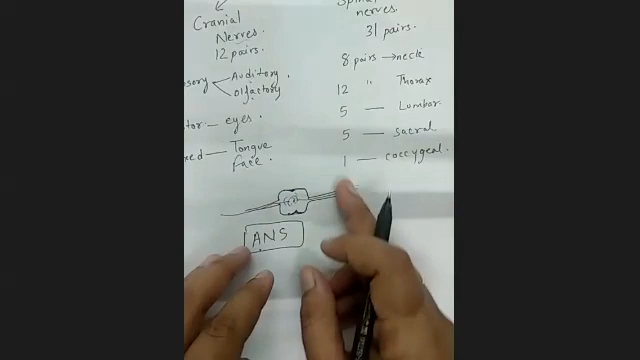 Cranial
Nerves.
12 pairs.
Auditory.
Olfactory
eyes.
Tongue
face.
Spinal
nerves.
31 pairs.
8 pairs → neck
12 " Thorax
5 — Lumbar
5 — sacral
1 — coccygeal.
ANS